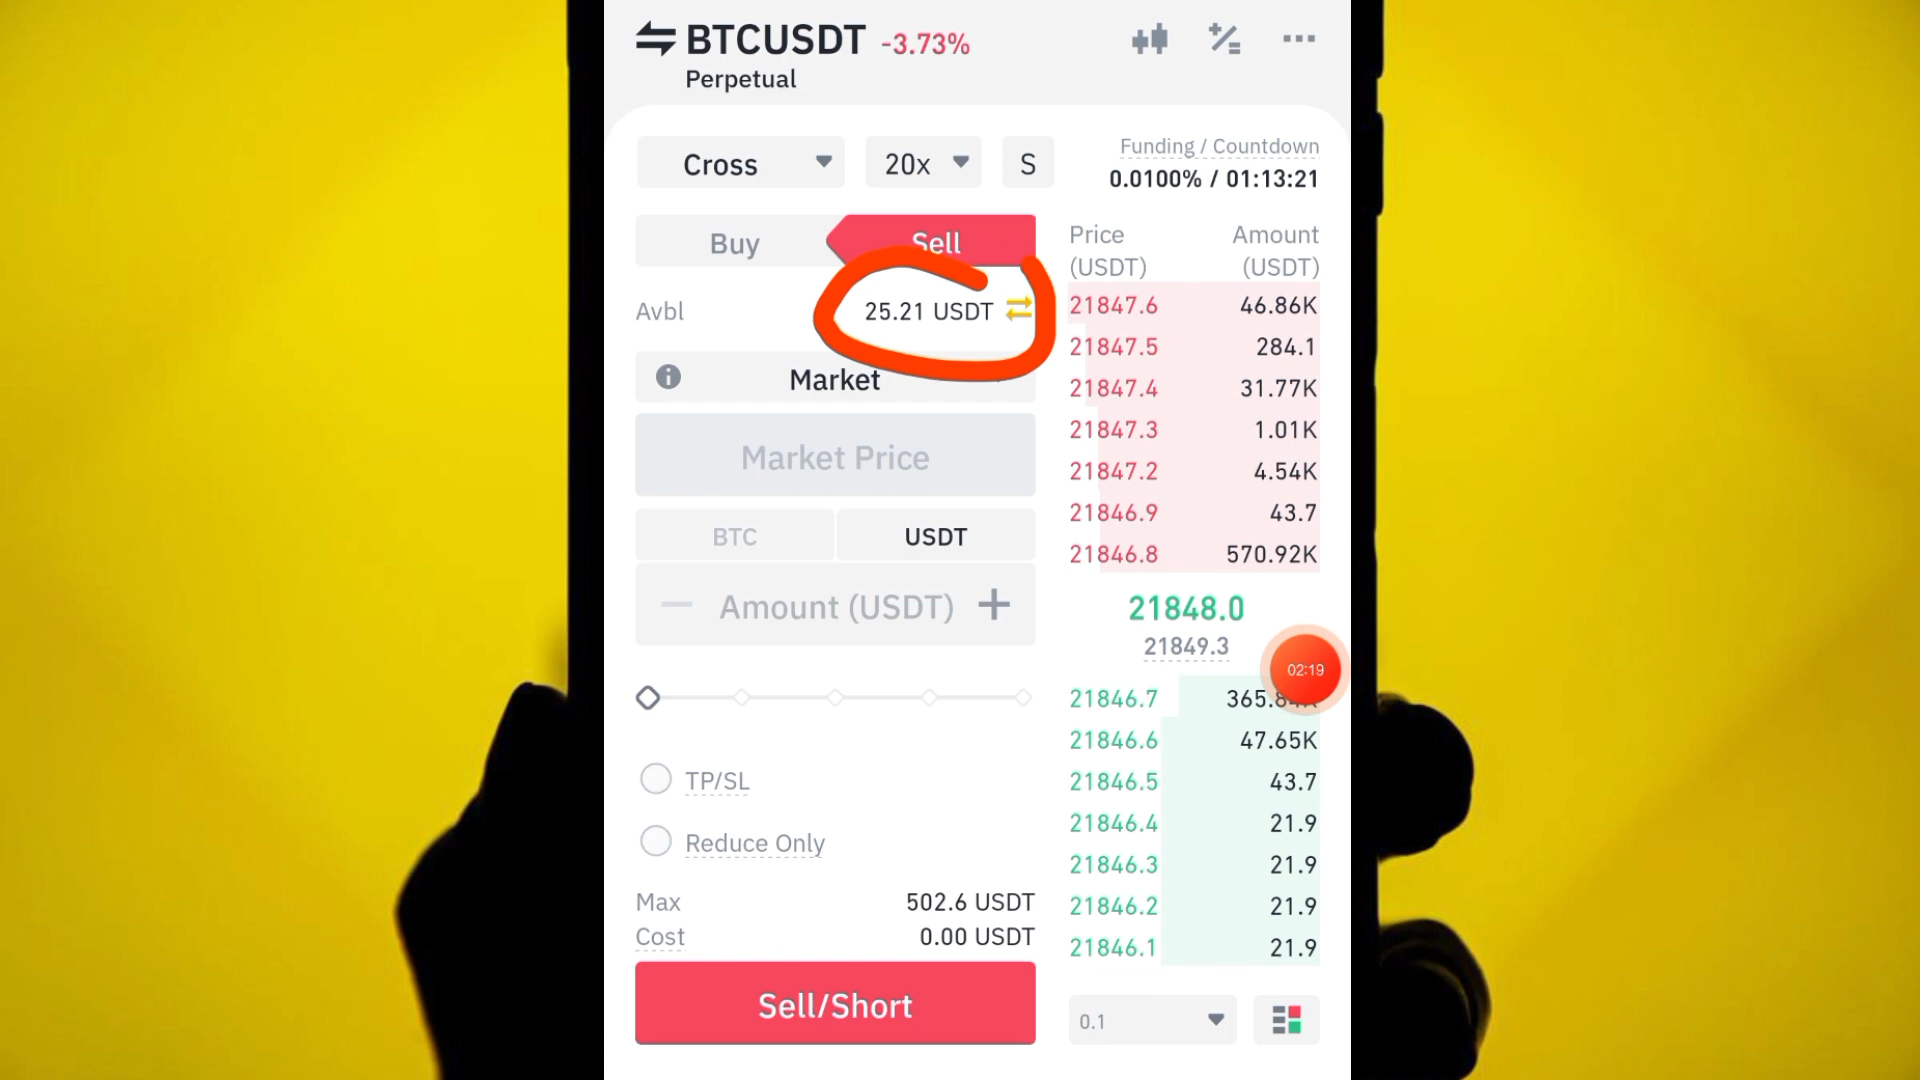 BTCUSDT -3.73%
Perpetual
Cross 20x S
Funding / Countdown
0.0100% / 01:13:21
Buy Sell
Avbl 25.21 USDT
Market
Market Price
BTC USDT
Amount (USDT)
TP/SL
Reduce Only
Max 502.6 USDT
Cost 0.00 USDT
Sell/Short
Price (USDT) Amount (USDT)
21847.6 46.86K
21847.5 284.1
21847.4 31.77K
21847.3 1.01K
21847.2 4.54K
21846.9 43.7
21846.8 570.92K
21848.0
21849.3
02:19
21846.7
21846.6 47.65K
21846.5 43.7
21846.4 21.9
21846.3 21.9
21846.2 21.9
21846.1 21.9
0.1